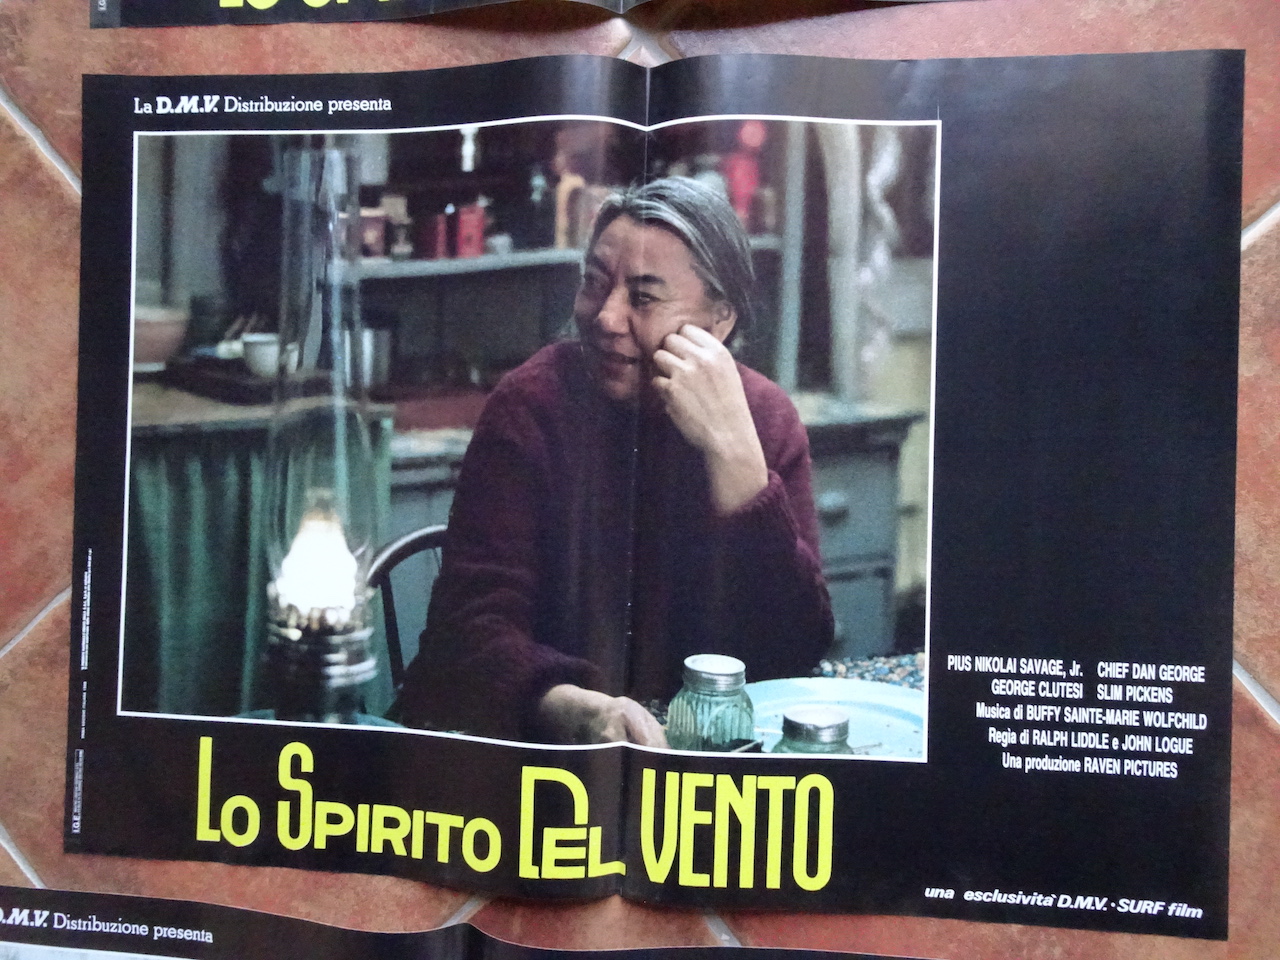 La D.M.V. Distribuzione presenta
PIUS NIKOLAI SAVAGE, Jr. CHIEF DAN GEORGE
GEORGE CLUTESI SLIM PICKENS
Musica di BUFFY SAINTE-MARIE WOLFCHILD
Regia di RALPH LIDDLE e JOHN LOGUE
Una produzione RAVEN PICTURES
LO SPIRITO DEL VENTO
una esclusività D.M.V. · SURF film
D.M.V. Distribuzione presenta